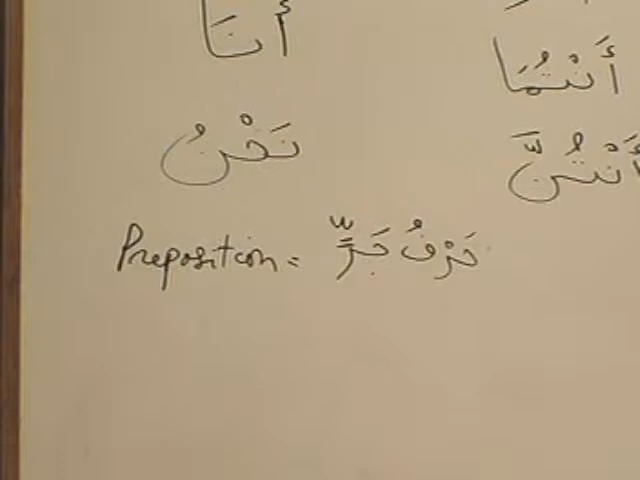 أَنْتُمَا أَنَا
أَنْتُنَّ نَحْنُ
Preposition = حَرْفُ جَرٍّ